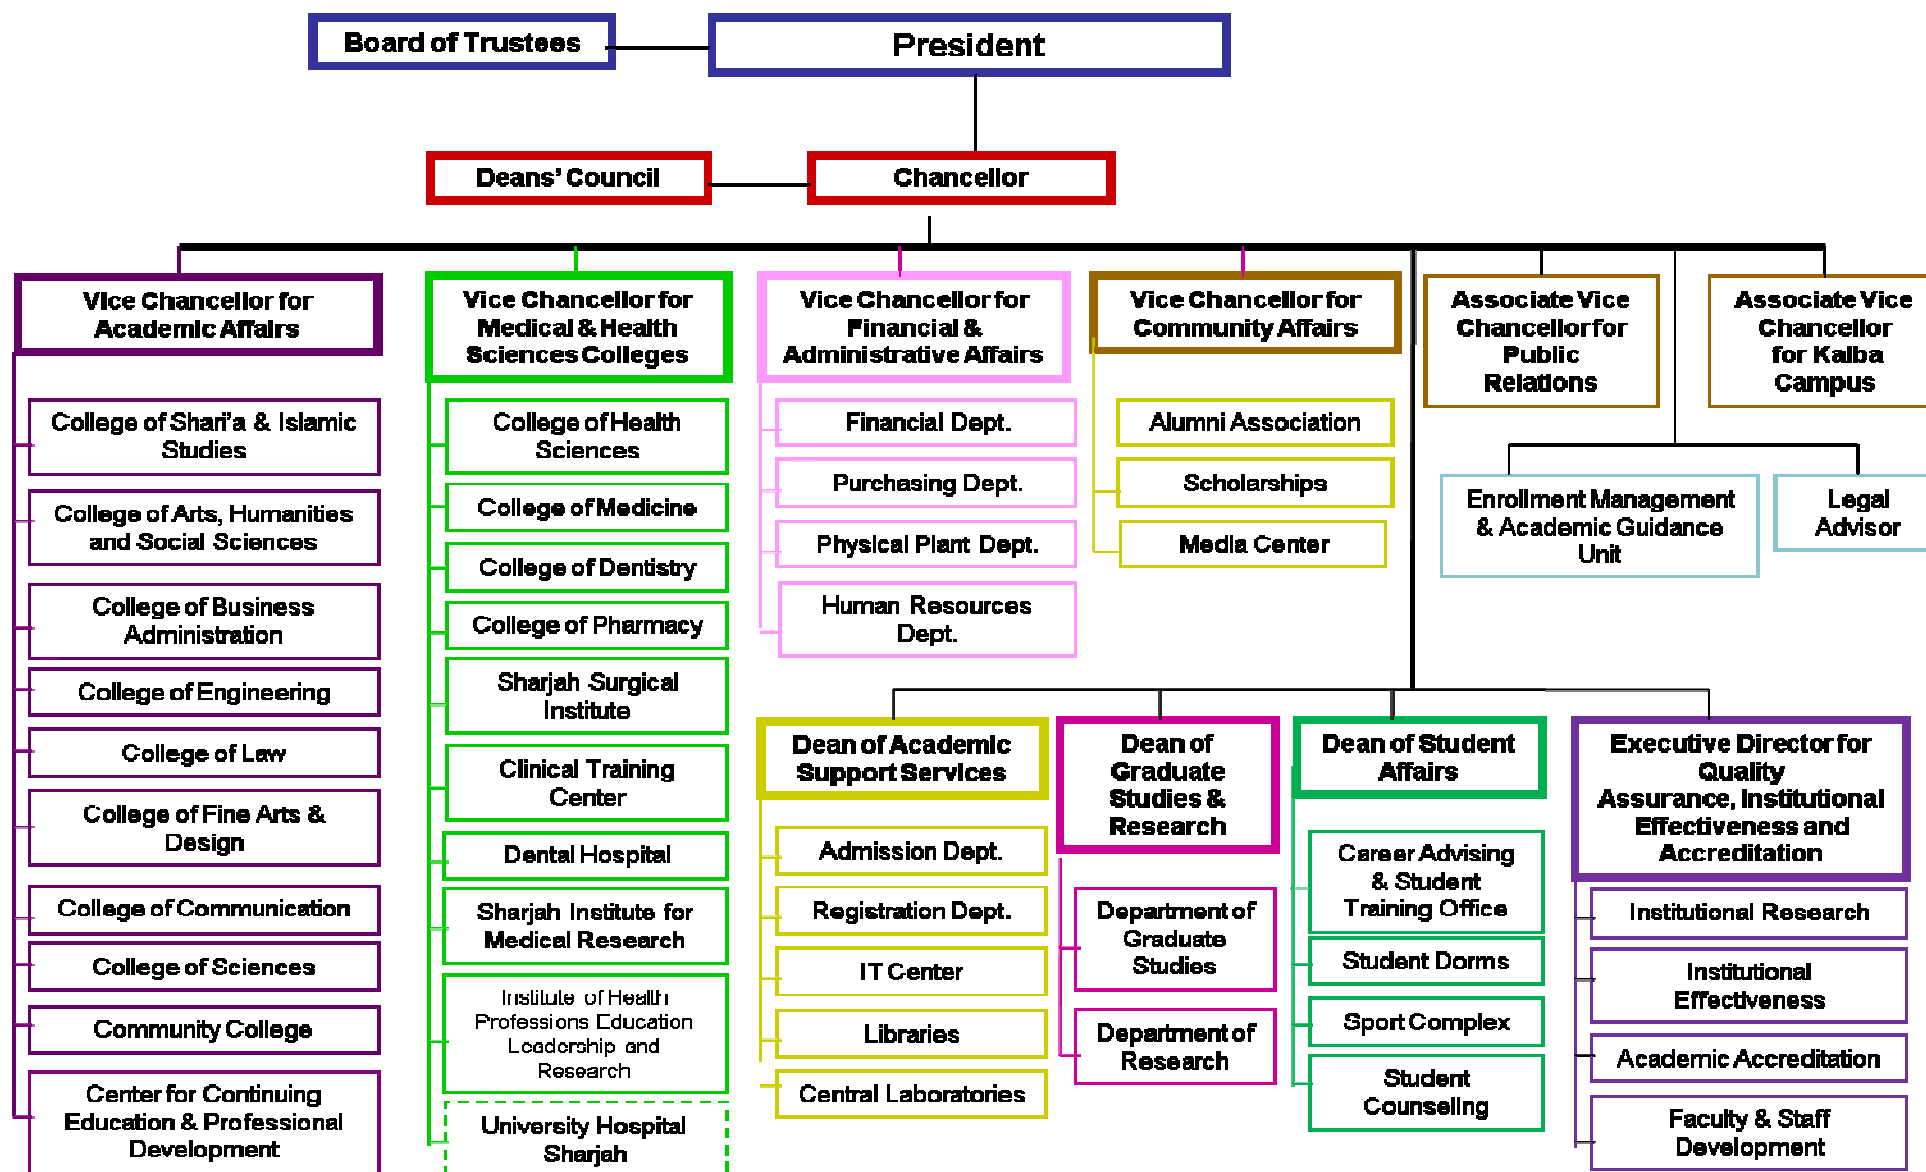 Board of Trustees
President
Deans' Council
Chancellor
Vice Chancellor for
Academic Affairs
College of Shari'a & Islamic
Studies
College of Arts, Humanities
and Social Sciences
College of Business
Administration
College of Engineering
College of Law
College of Fine Arts &
Design
College of Communication
College of Sciences
Community College
Center for Continuing
Education & Professional
Development
Vice Chancellor for
Medical & Health
Sciences Colleges
College of Health
Sciences
College of Medicine
College of Dentistry
College of Pharmacy
Sharjah Surgical
Institute
Clinical Training
Center
Dental Hospital
Sharjah Institute for
Medical Research
Institute of Health
Professions Education
Leadership and
Research
University Hospital
Sharjah
Vice Chancellor for
Financial &
Administrative Affairs
Financial Dept.
Purchasing Dept.
Physical Plant Dept.
Human Resources
Dept.
Vice Chancellor for
Community Affairs
Alumni Association
Scholarships
Media Center
Associate Vice
Chancellor for
Public
Relations
Associate Vice
Chancellor
for Kalba
Campus
Enrollment Management
& Academic Guidance
Unit
Legal
Advisor
Dean of Academic
Support Services
Admission Dept.
Registration Dept.
IT Center
Libraries
Central Laboratories
Dean of
Graduate
Studies &
Research
Department of
Graduate
Studies
Department of
Research
Dean of Student
Affairs
Career Advising
& Student
Training Office
Student Dorms
Sport Complex
Student
Counseling
Executive Director for
Quality
Assurance, Institutional
Effectiveness and
Accreditation
Institutional Research
Institutional
Effectiveness
Academic Accreditation
Faculty & Staff
Development